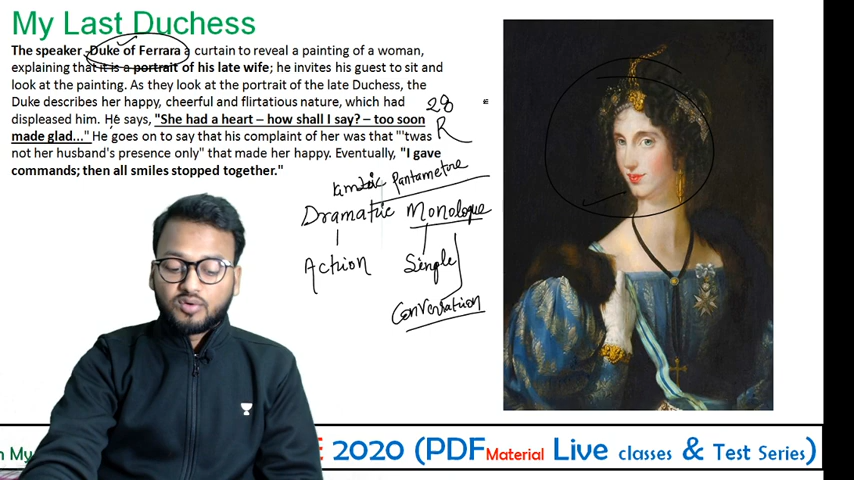 My Last Duchess
The speaker -Duke of Ferrara a curtain to reveal a painting of a woman,
explaining that it is a portrait of his late wife; he invites his guest to sit and
look at the painting. As they look at the portrait of the late Duchess, the
Duke describes her happy, cheerful and flirtatious nature, which had
displeased him. He says, "She had a heart – how shall I say? – too soon
made glad..." He goes on to say that his complaint of her was that "'twas
not her husband's presence only" that made her happy. Eventually, "I gave
commands; then all smiles stopped together."
28
R
Pantametre
Dramatic Monologue
Action Single
Conversation
n My
E 2020 (PDF Material Live classes & Test Series)